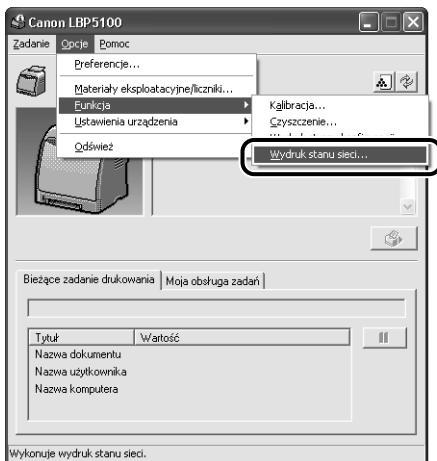 Canon LBP5100
Zadanie Opcje Pomoc
Preferencje...
Materiały eksploatacyjne/liczniki...
Funkcja
Ustawienia urządzenia
Odśwież
Kalibracja...
Czyszczenie...
Wydruk stanu sieci...
Bieżące zadanie drukowania Moja obsługa zadań
Tytuł Wartość
Nazwa dokumentu
Nazwa użytkownika
Nazwa komputera
Wykonuje wydruk stanu sieci.